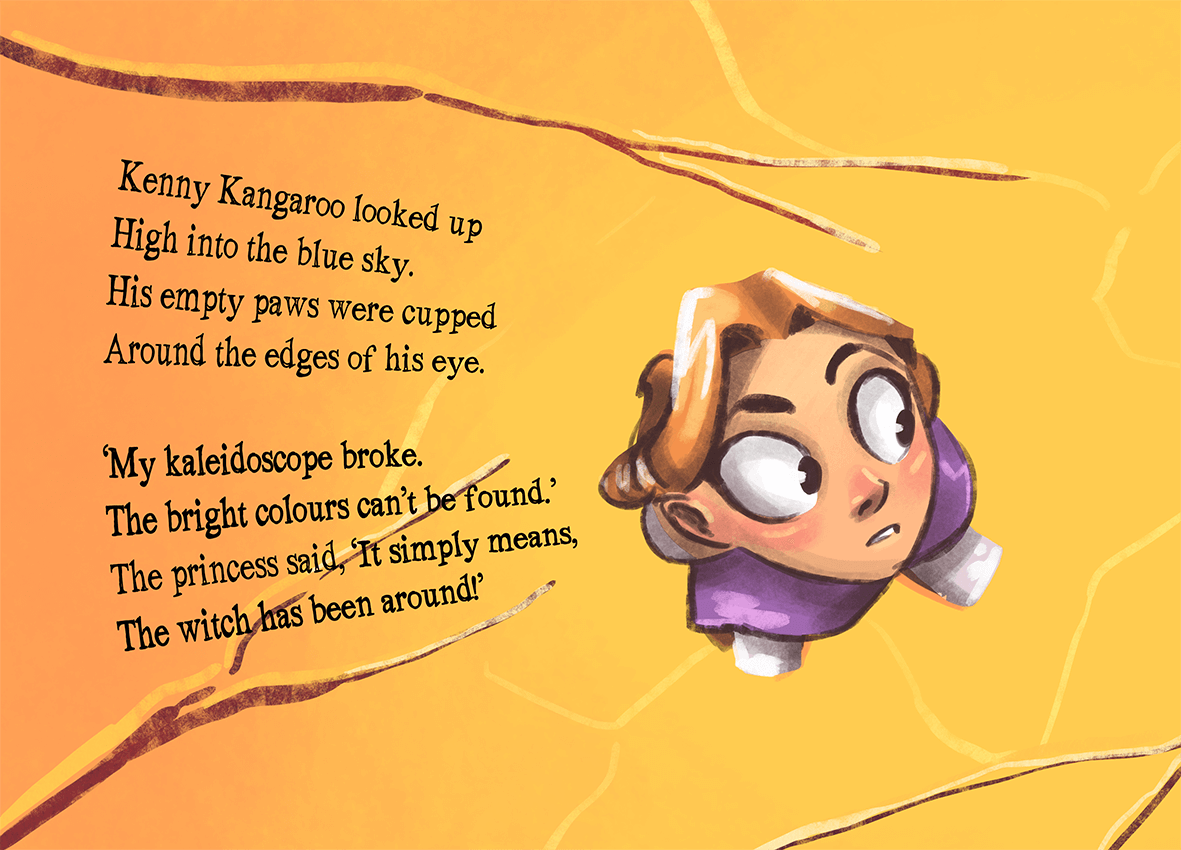 Kenny Kangaroo looked up
High into the blue sky.
His empty paws were cupped
Around the edges of his eye.
‘My kaleidoscope broke.
The bright colours can’t be found.’
The princess said, ‘It simply means,
The witch has been around!’